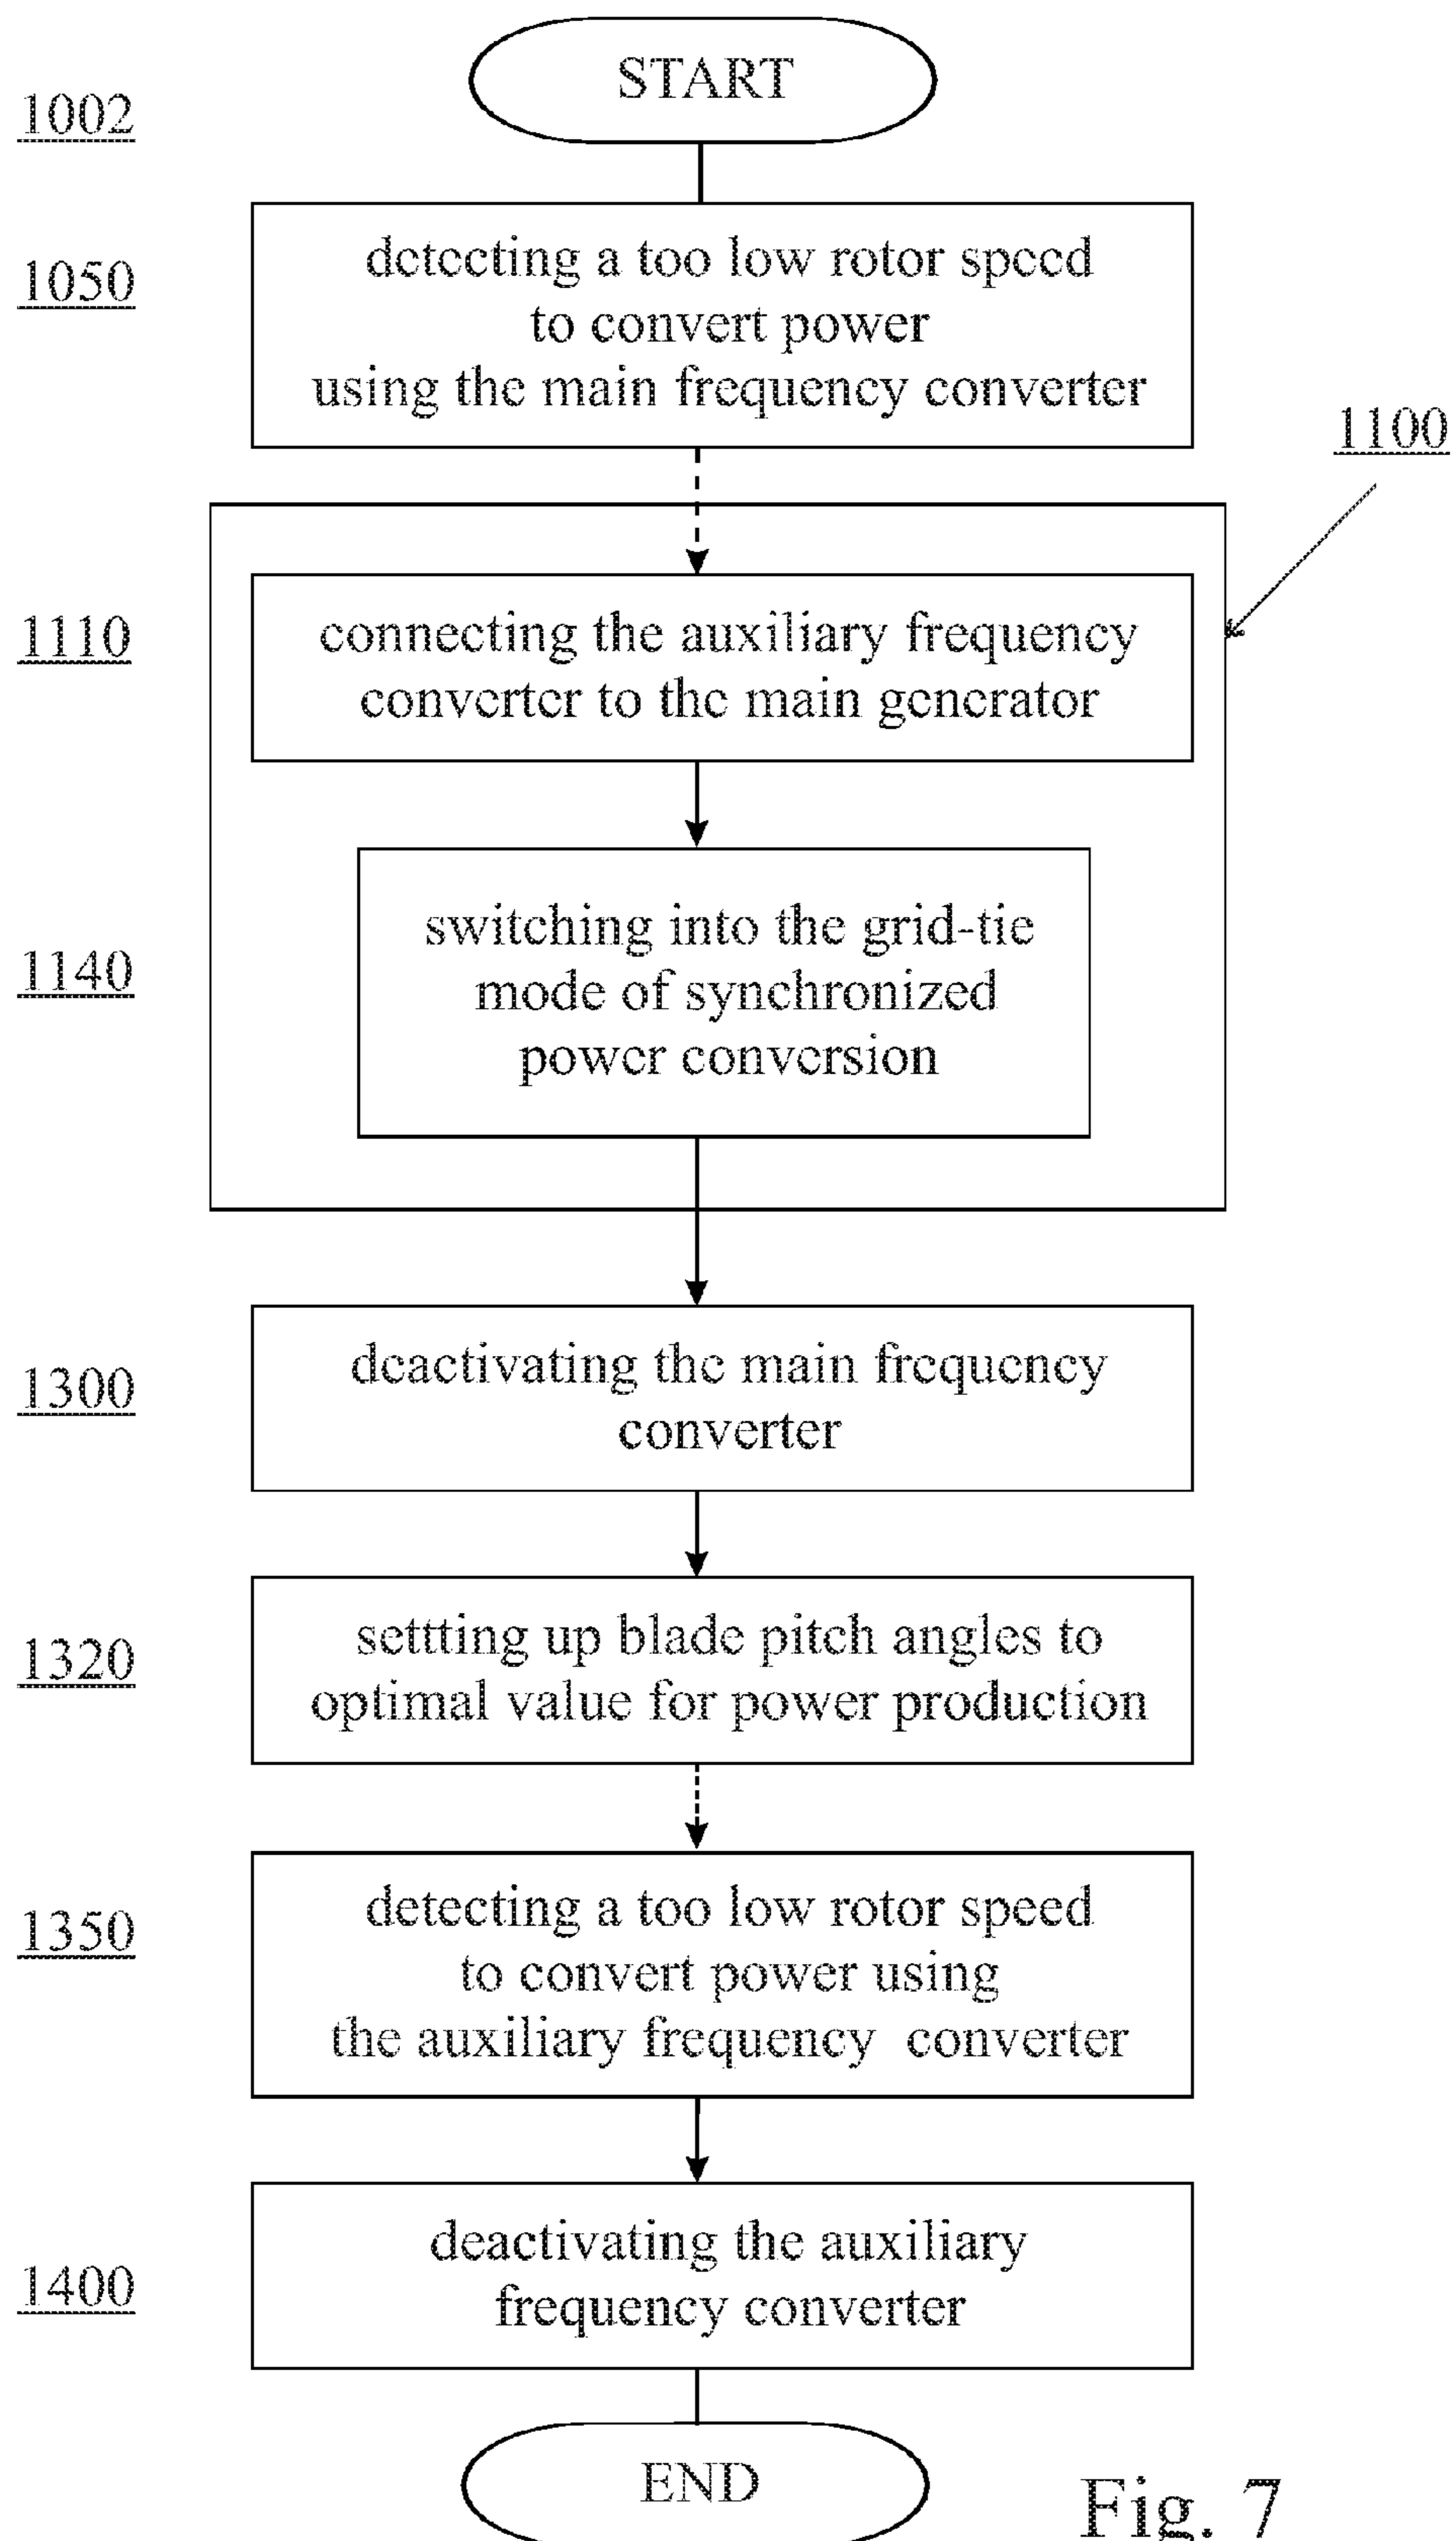 START
1002
1050
detecting a too low rotor speed
to convert power
using the main frequency converter
1100
1110
connecting the auxiliary frequency
converter to the main generator
1140
switching into the grid-tie
mode of synchronized
power conversion
1300
deactivating the main frequency
converter
1320
settting up blade pitch angles to
optimal value for power production
1350
detecting a too low rotor speed
to convert power using
the auxiliary frequency converter
1400
deactivating the auxiliary
frequency converter
END
Fig. 7